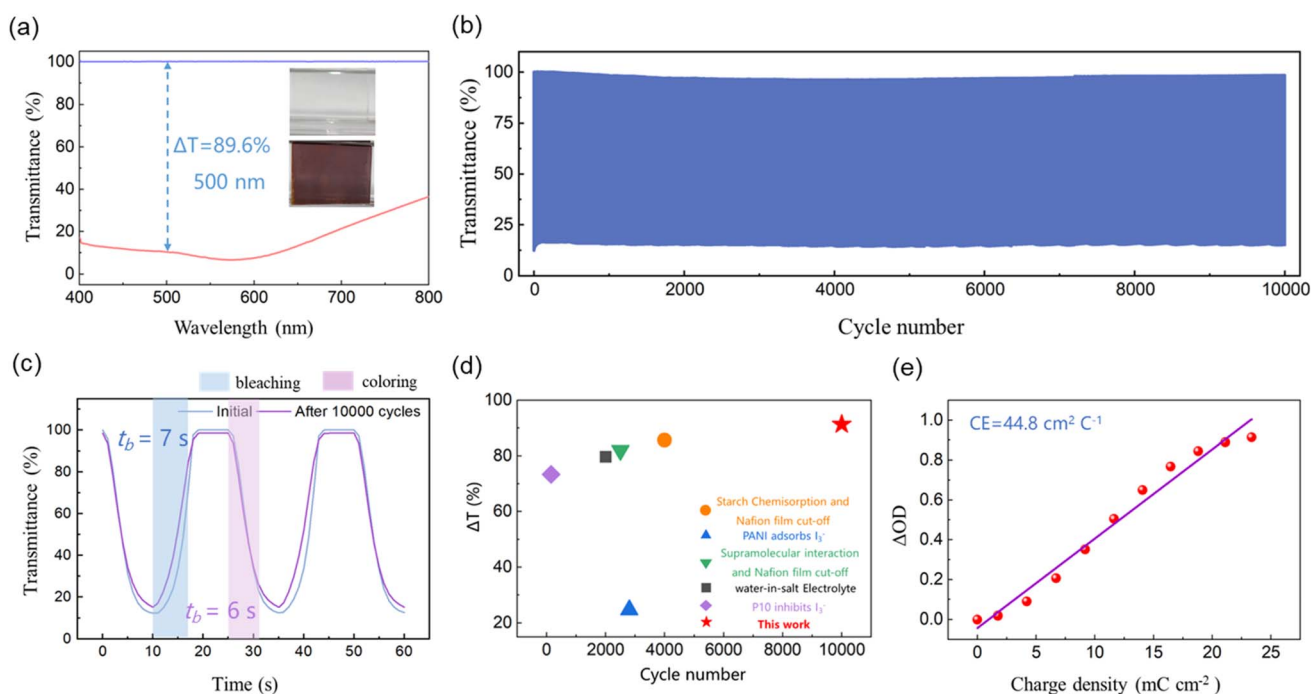 (a)
100
80
60
40
20
0
Transmittance (%)
ΔT=89.6%
500 nm
400
500
600
700
800
Wavelength (nm)
(b)
100
75
50
25
Transmittance (%)
0
2000
4000
6000
8000
10000
Cycle number
(c)
bleaching
coloring
Initial
After 10000 cycles
100
80
60
40
20
0
Transmittance (%)
t_b = 7 s
t_b = 6 s
0
10
20
30
40
50
60
Time (s)
(d)
100
80
60
40
20
ΔT (%)
Starch Chemisorption and
Nafion film cut-off
PANI adsorbs I₃⁻
Supramolecular interaction
and Nafion film cut-off
water-in-salt Electrolyte
P10 inhibits I₃⁻
This work
0
2000
4000
6000
8000
10000
Cycle number
(e)
CE=44.8 cm² C⁻¹
1.0
0.8
0.6
0.4
0.2
0.0
ΔOD
0
5
10
15
20
25
Charge density (mC cm⁻²)